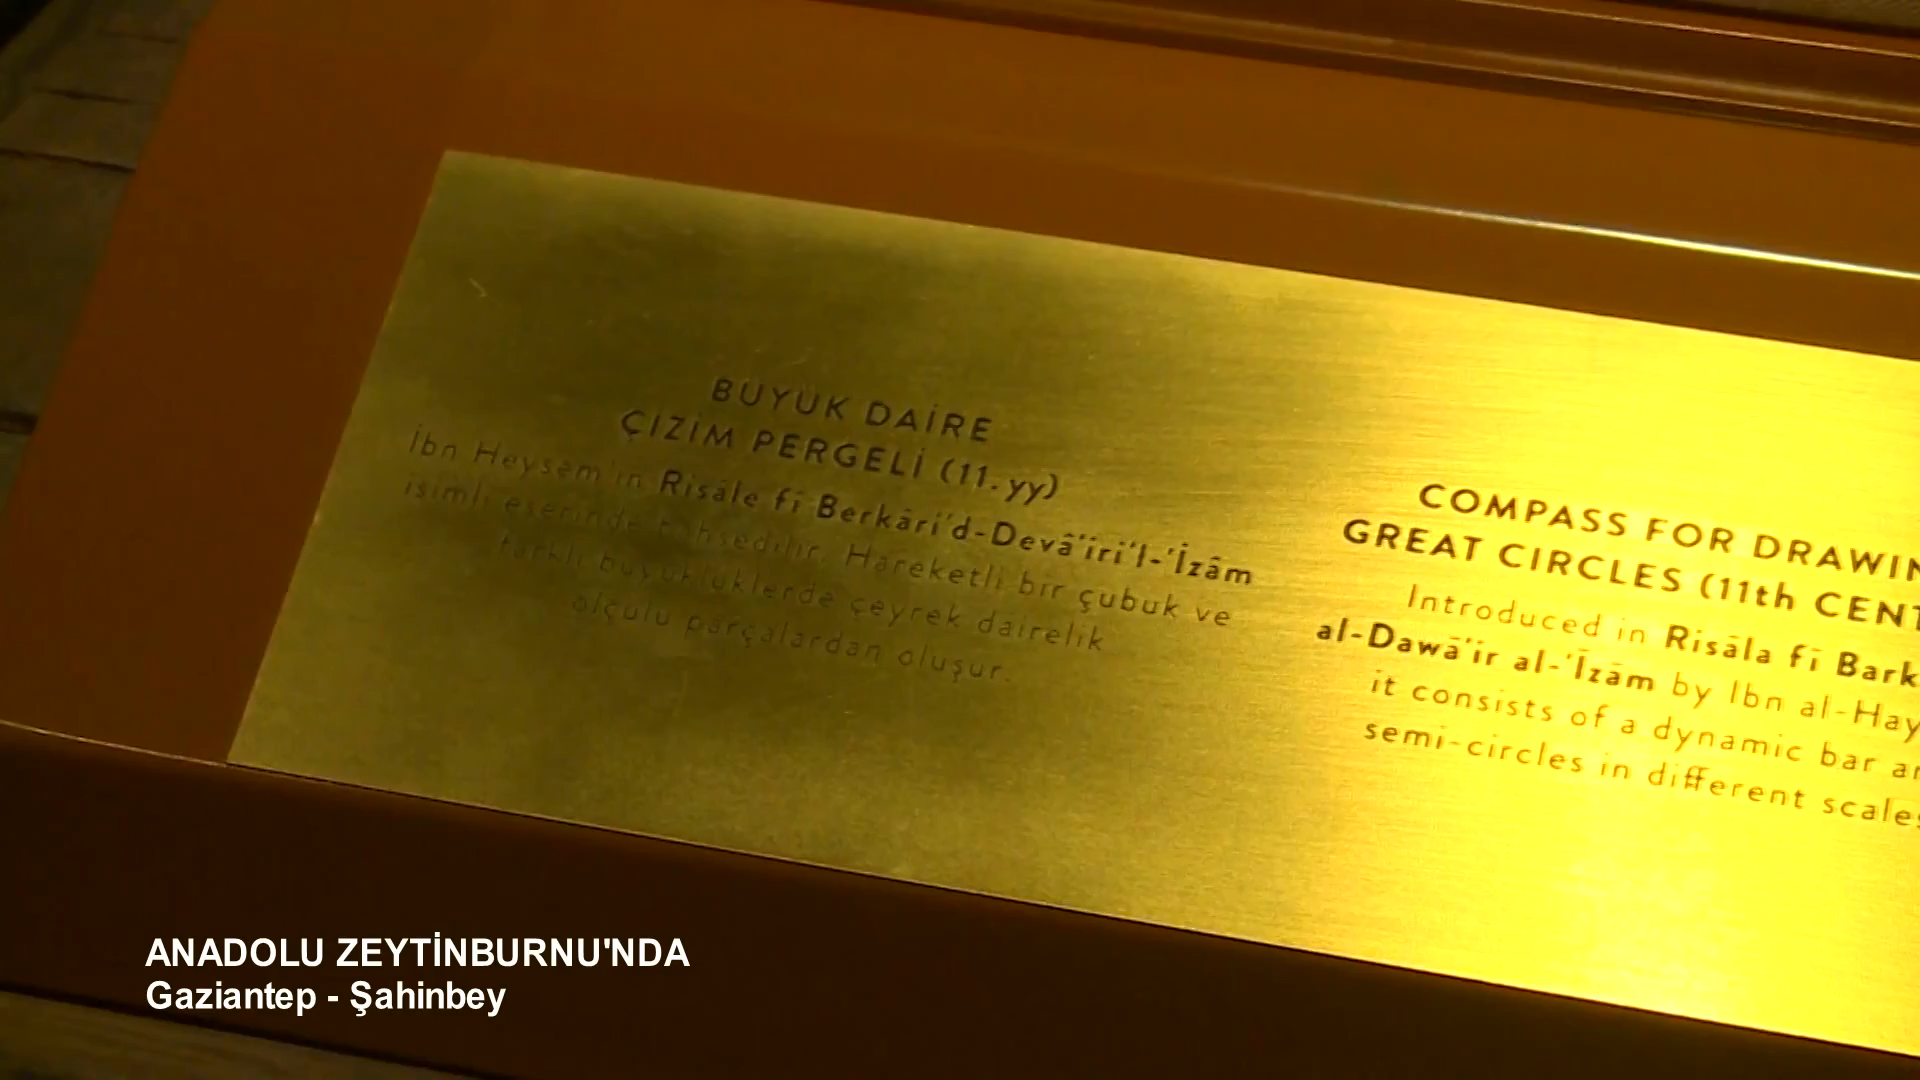 BÜYÜK DAİRE
ÇİZİM PERGELİ (11. yy)
İbn Heysem'in Risâle fî Berkâri'd-Devâ'iri'l-'İzâm
isimli eserinde bahsedilir. Hareketli bir çubuk ve
farklı büyüklüklerde çeyrek dairelik
ölçülü parçalardan oluşur.
COMPASS FOR DRAWIN
GREAT CIRCLES (11th CENT
Introduced in Risāla fī Bark
al-Dawā'ir al-'Īzām by Ibn al-Hay
it consists of a dynamic bar an
semi-circles in different scales
ANADOLU ZEYTİNBURNU'NDA
Gaziantep - Şahinbey